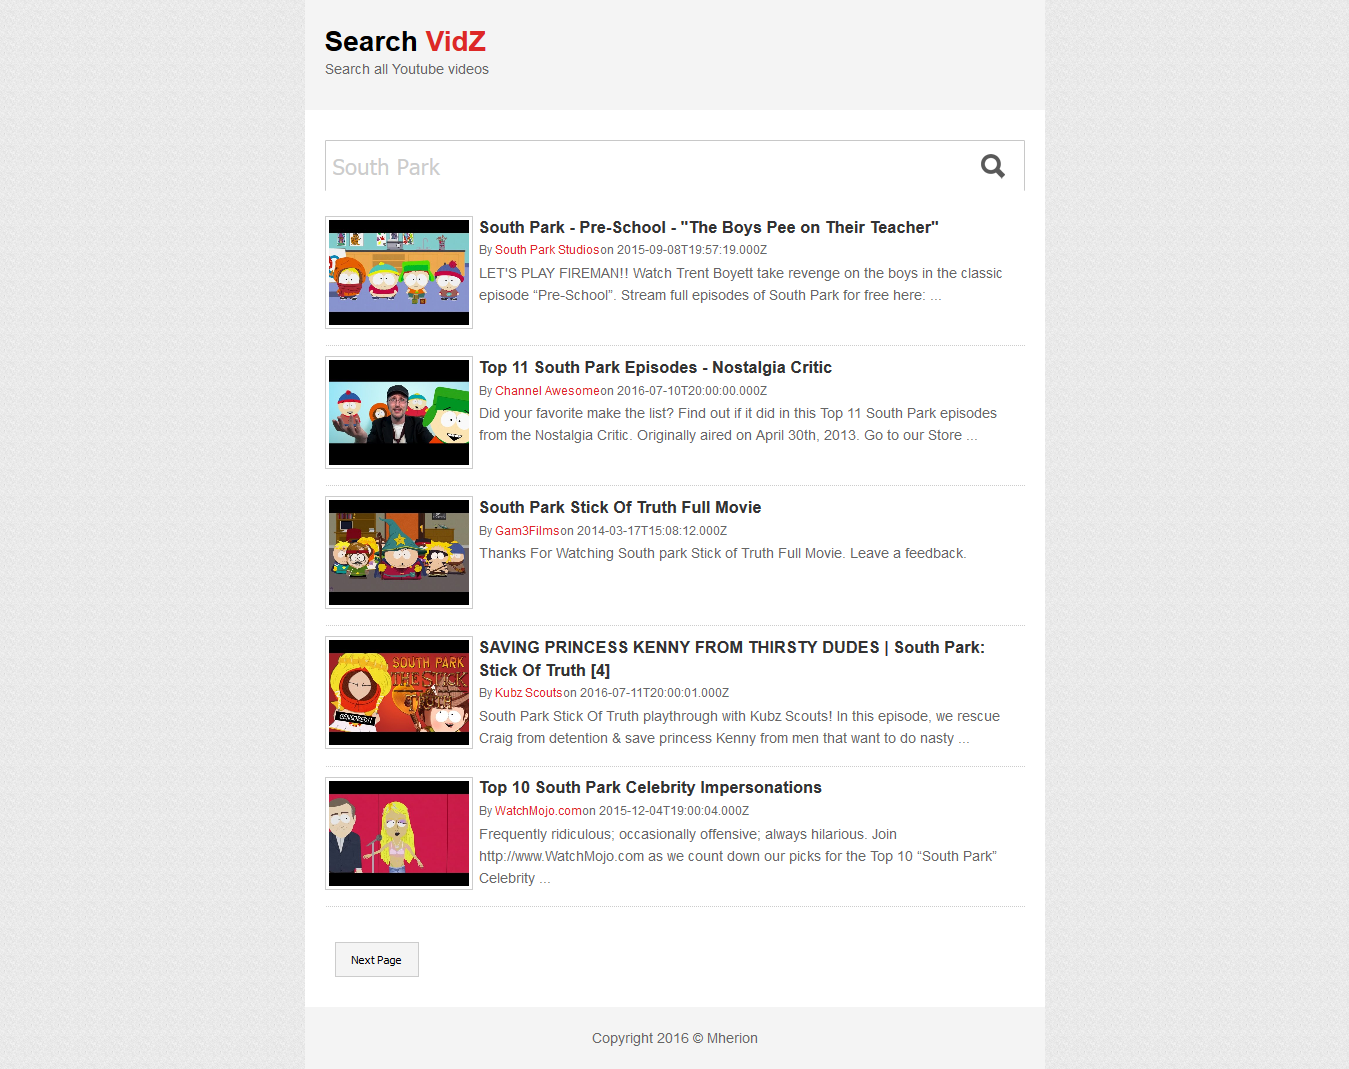 Search VidZ
Search all Youtube videos
South Park
South Park - Pre-School - "The Boys Pee on Their Teacher"
By South Park Studioson 2015-09-08T19:57:19.000Z
LET'S PLAY FIREMAN!! Watch Trent Boyett take revenge on the boys in the classic
episode “Pre-School”. Stream full episodes of South Park for free here: ...
Top 11 South Park Episodes - Nostalgia Critic
By Channel Awesomeon 2016-07-10T20:00:00.000Z
Did your favorite make the list? Find out if it did in this Top 11 South Park episodes
from the Nostalgia Critic. Originally aired on April 30th, 2013. Go to our Store ...
South Park Stick Of Truth Full Movie
By Gam3Filmson 2014-03-17T15:08:12.000Z
Thanks For Watching South park Stick of Truth Full Movie. Leave a feedback.
SOUTH PARK
THE STICK
OF TRUTH
CENSORED!!
SAVING PRINCESS KENNY FROM THIRSTY DUDES | South Park:
Stick Of Truth [4]
By Kubz Scoutson 2016-07-11T20:00:01.000Z
South Park Stick Of Truth playthrough with Kubz Scouts! In this episode, we rescue
Craig from detention & save princess Kenny from men that want to do nasty ...
Top 10 South Park Celebrity Impersonations
By WatchMojo.comon 2015-12-04T19:00:04.000Z
Frequently ridiculous; occasionally offensive; always hilarious. Join
http://www.WatchMojo.com as we count down our picks for the Top 10 “South Park”
Celebrity ...
Next Page
Copyright 2016 © Mherion